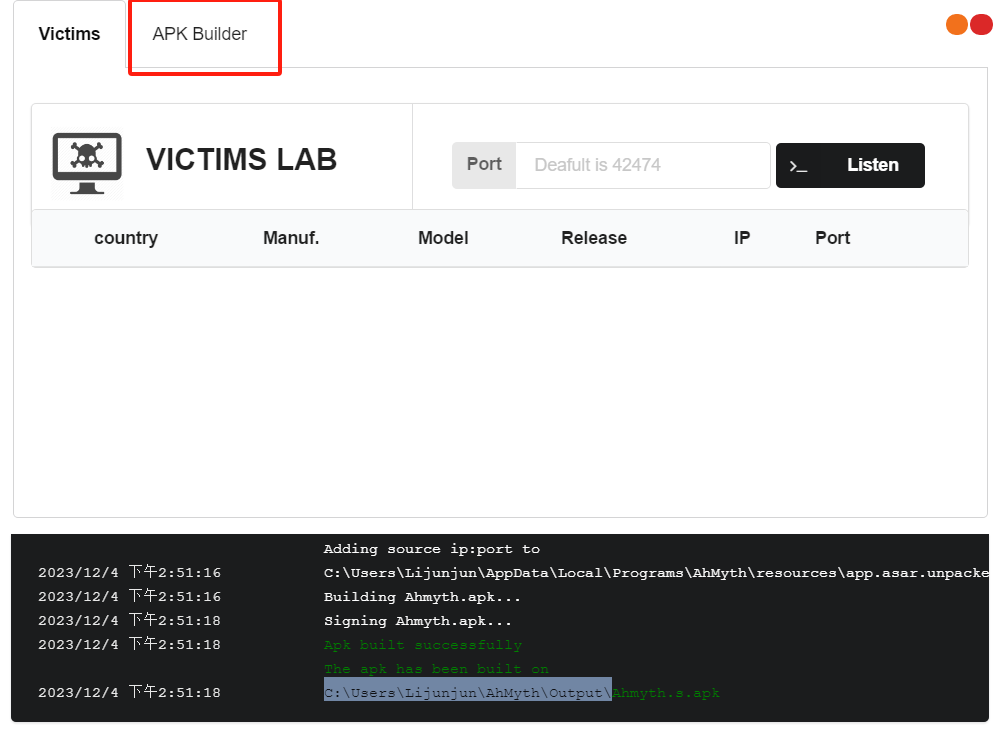 Victims APK Builder
VICTIMS LAB
Port Deafult is 42474 >_ Listen
country Manuf. Model Release IP Port
Adding source ip:port to
2023/12/4 下午2:51:16 C:\Users\Lijunjun\AppData\Local\Programs\AhMyth\resources\app.asar.unpacke
2023/12/4 下午2:51:16 Building Ahmyth.apk...
2023/12/4 下午2:51:18 Signing Ahmyth.apk...
2023/12/4 下午2:51:18 Apk built successfully
The apk has been built on
2023/12/4 下午2:51:18 C:\Users\Lijunjun\AhMyth\Output\Ahmyth.s.apk